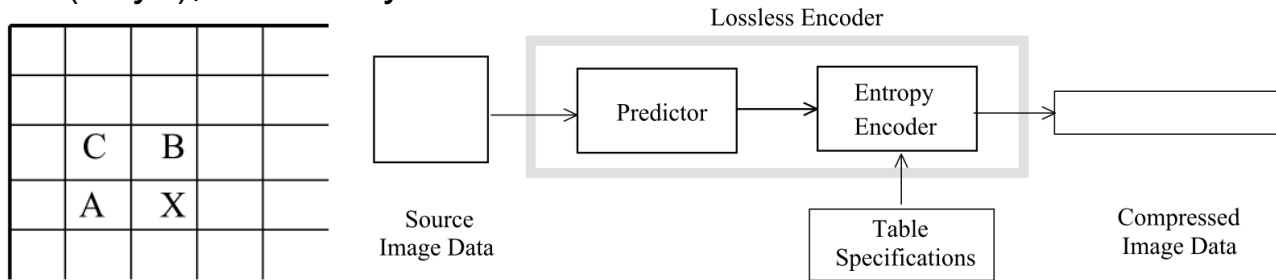 Lossless Encoder
C B
A X
Predictor
Entropy
Encoder
Source
Image Data
Table
Specifications
Compressed
Image Data